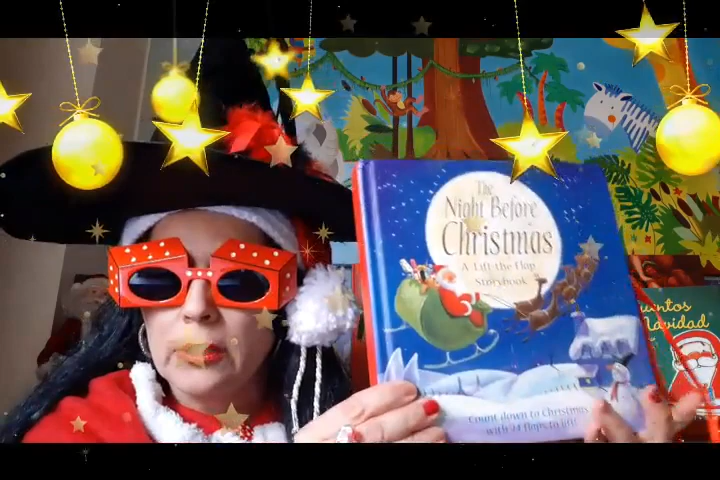 The
Night Before
Christmas
A Lift-the-Flap
Storybook
Count down to Christmas
with 24 flaps to lift!
uentos
Navidad